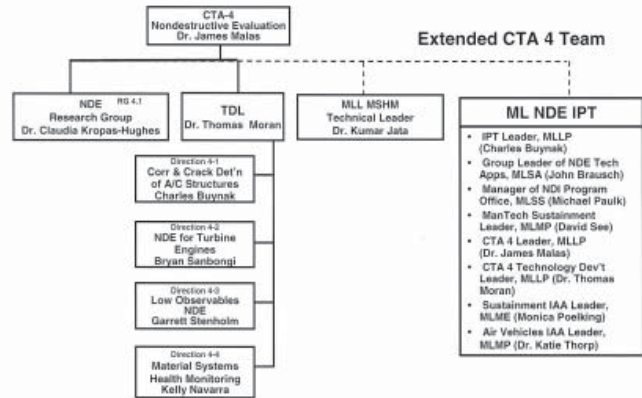 CTA-4
Nondestructive Evaluation
Dr. James Malas
Extended CTA 4 Team
NDE RG 4.1
Research Group
Dr. Claudia Kropas-Hughes
TDL
Dr. Thomas Moran
MLL MSHM
Technical Leader
Dr. Kumar Jata
ML NDE IPT
• IPT Leader, MLLP
(Charles Buynak)
• Group Leader of NDE Tech
Apps, MLSA (John Brausch)
• Manager of NDI Program
Office, MLSS (Michael Paulk)
• ManTech Sustainment
Leader, MLMP (David See)
• CTA 4 Leader, MLLP
(Dr. James Malas)
• CTA 4 Technology Dev't
Leader, MLLP (Dr. Thomas
Moran)
• Sustainment IAA Leader,
MLME (Monica Poelking)
• Air Vehicles IAA Leader,
MLMP (Dr. Katie Thorp)
Direction 4-1
Corr & Crack Det'n
of A/C Structures
Charles Buynak
Direction 4-2
NDE for Turbine
Engines
Bryan Sanbongi
Direction 4-3
Low Observables
NDE
Garrett Stenholm
Direction 4-4
Material Systems
Health Monitoring
Kelly Navarra